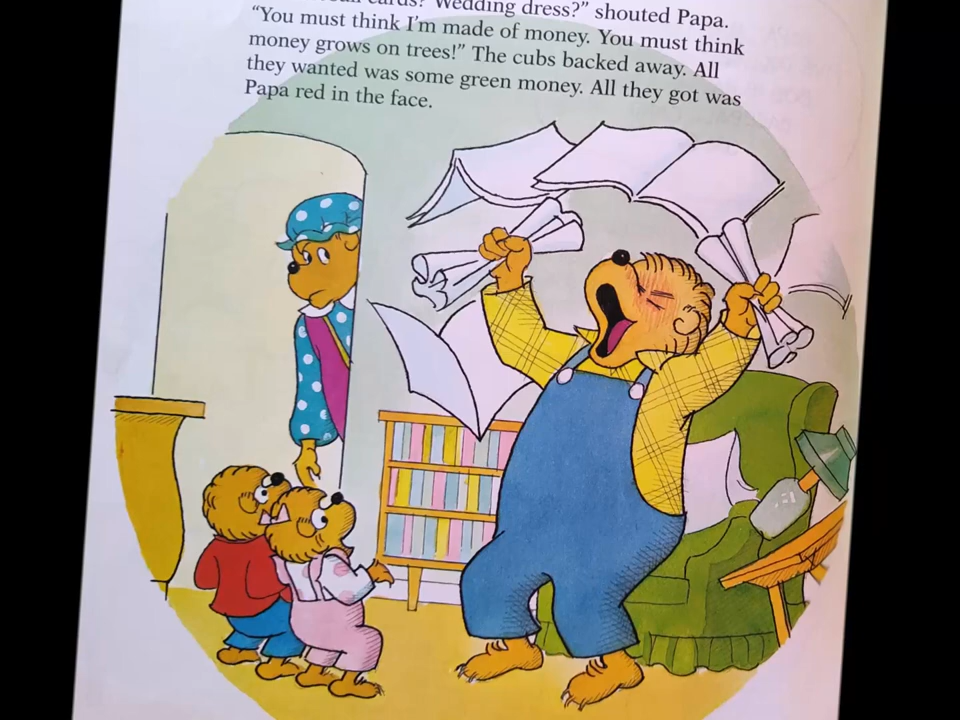 cards? Wedding dress?” shouted Papa.
“You must think I’m made of money. You must think
money grows on trees!” The cubs backed away. All
they wanted was some green money. All they got was
Papa red in the face.